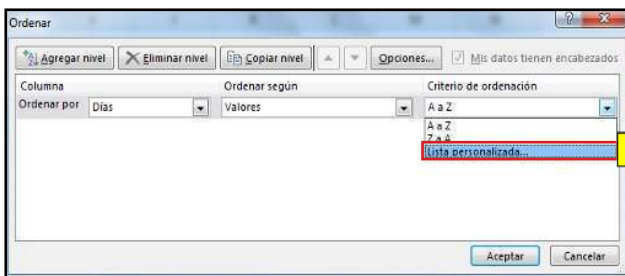 Ordenar
Agregar nivel Eliminar nivel Copiar nivel Opciones... Mis datos tienen encabezados
Columna Ordenar según Criterio de ordenación
Ordenar por Días Valores A a Z
A a Z
Z a A
Lista personalizada...
Aceptar Cancelar